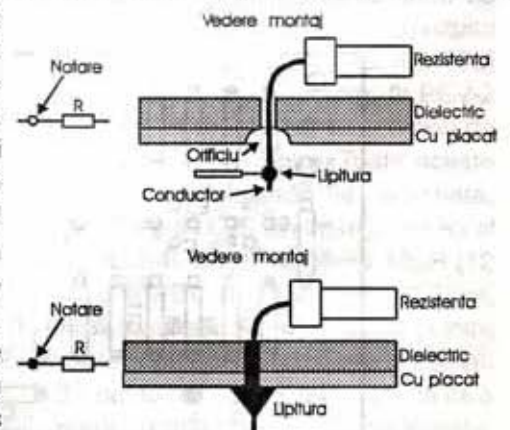 Vedere montaj
Rezistenta
Notare
R
Dielectric
Cu placat
Orificiu
Lipitura
Conductor
Vedere montaj
Rezistenta
Notare
R
Dielectric
Cu placat
Lipitura